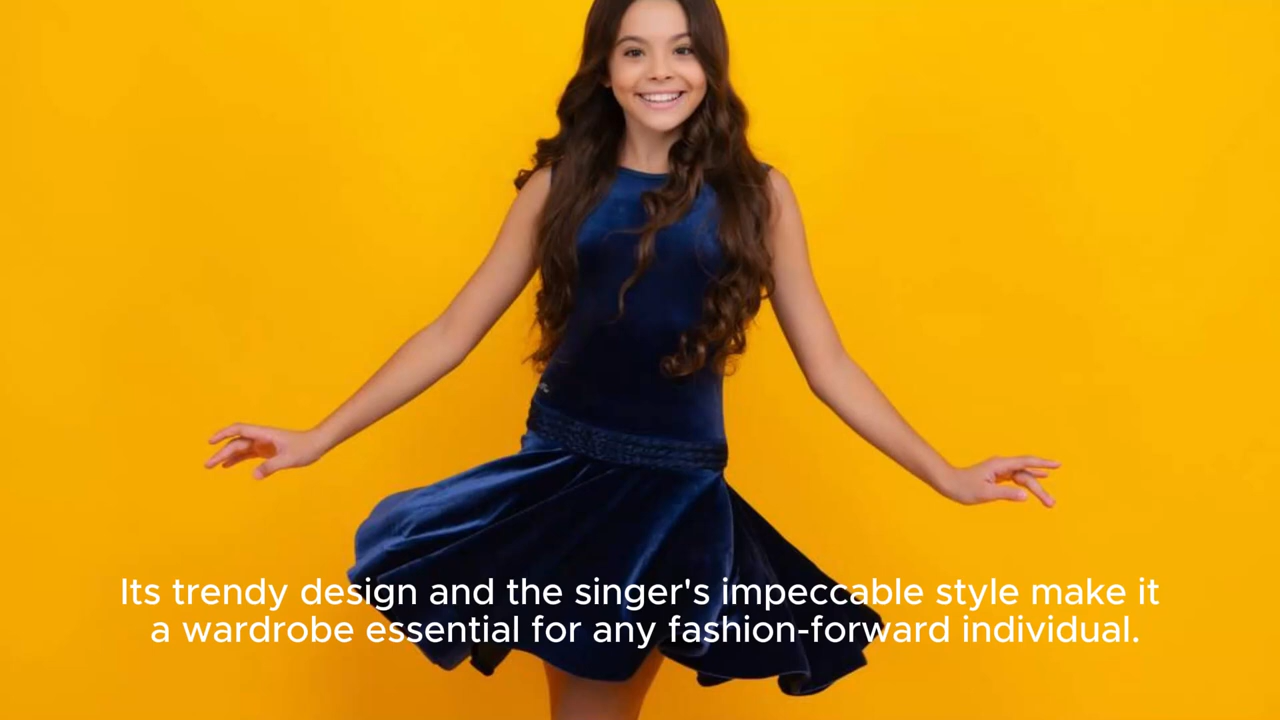 Its trendy design and the singer's impeccable style make it
a wardrobe essential for any fashion-forward individual.